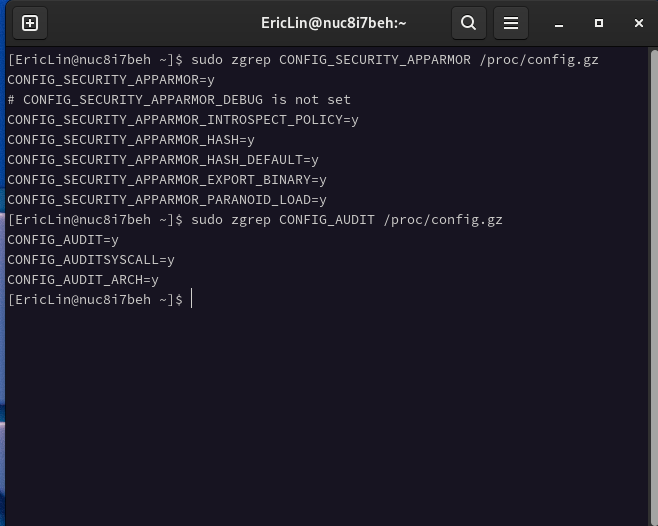 EricLin@nuc8i7beh:~
[EricLin@nuc8i7beh ~]$ sudo zgrep CONFIG_SECURITY_APPARMOR /proc/config.gz
CONFIG_SECURITY_APPARMOR=y
# CONFIG_SECURITY_APPARMOR_DEBUG is not set
CONFIG_SECURITY_APPARMOR_INTROSPECT_POLICY=y
CONFIG_SECURITY_APPARMOR_HASH=y
CONFIG_SECURITY_APPARMOR_HASH_DEFAULT=y
CONFIG_SECURITY_APPARMOR_EXPORT_BINARY=y
CONFIG_SECURITY_APPARMOR_PARANOID_LOAD=y
[EricLin@nuc8i7beh ~]$ sudo zgrep CONFIG_AUDIT /proc/config.gz
CONFIG_AUDIT=y
CONFIG_AUDITSYSCALL=y
CONFIG_AUDIT_ARCH=y
[EricLin@nuc8i7beh ~]$